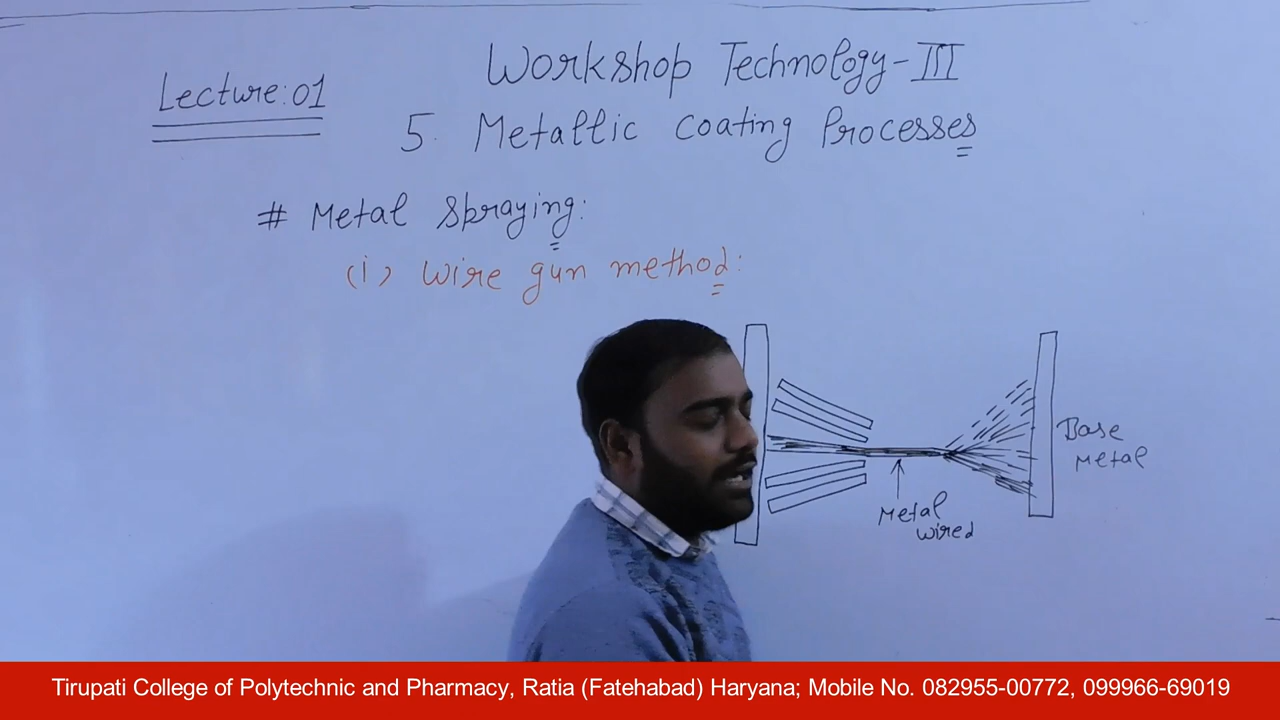 Lecture:01
Workshop Technology-III
5. Metallic Coating Processes
# Metal Spraying:
(i) Wire gun method:
Base
Metal
Metal
wired
Tirupati College of Polytechnic and Pharmacy, Ratia (Fatehabad) Haryana; Mobile No. 082955-00772, 099966-69019